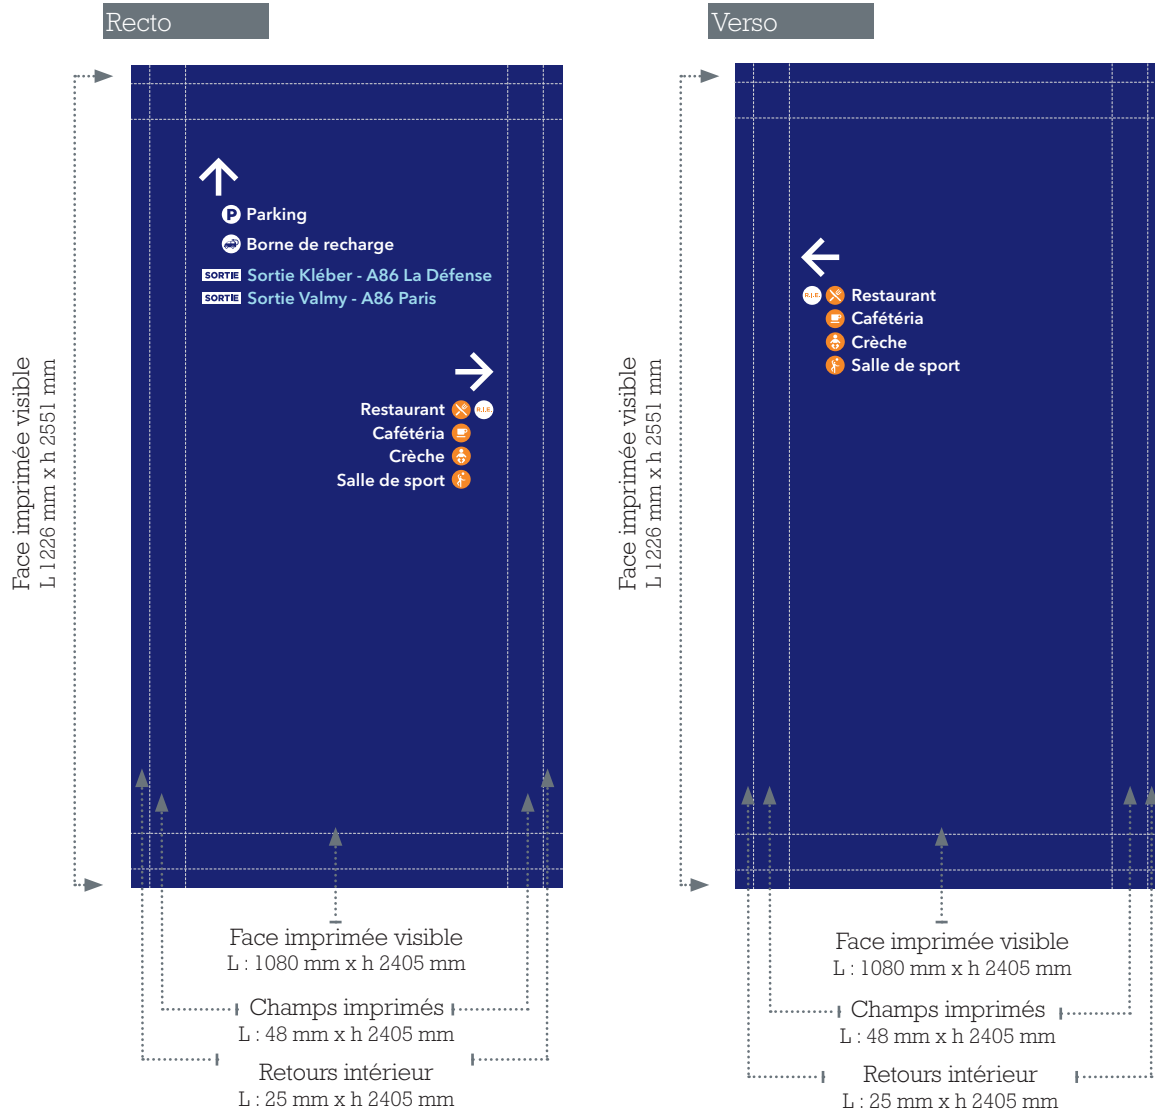 Recto
Face imprimée visible
L 1226 mm x h 2551 mm
P Parking
Borne de recharge
SORTIE Sortie Kléber - A86 La Défense
SORTIE Sortie Valmy - A86 Paris
Restaurant R.I.E.
Cafétéria
Crèche
Salle de sport
Face imprimée visible
L : 1080 mm x h 2405 mm
Champs imprimés
L : 48 mm x h 2405 mm
Retours intérieur
L : 25 mm x h 2405 mm
Verso
Face imprimée visible
L 1226 mm x h 2551 mm
R.I.E. Restaurant
Cafétéria
Crèche
Salle de sport
Face imprimée visible
L : 1080 mm x h 2405 mm
Champs imprimés
L : 48 mm x h 2405 mm
Retours intérieur
L : 25 mm x h 2405 mm